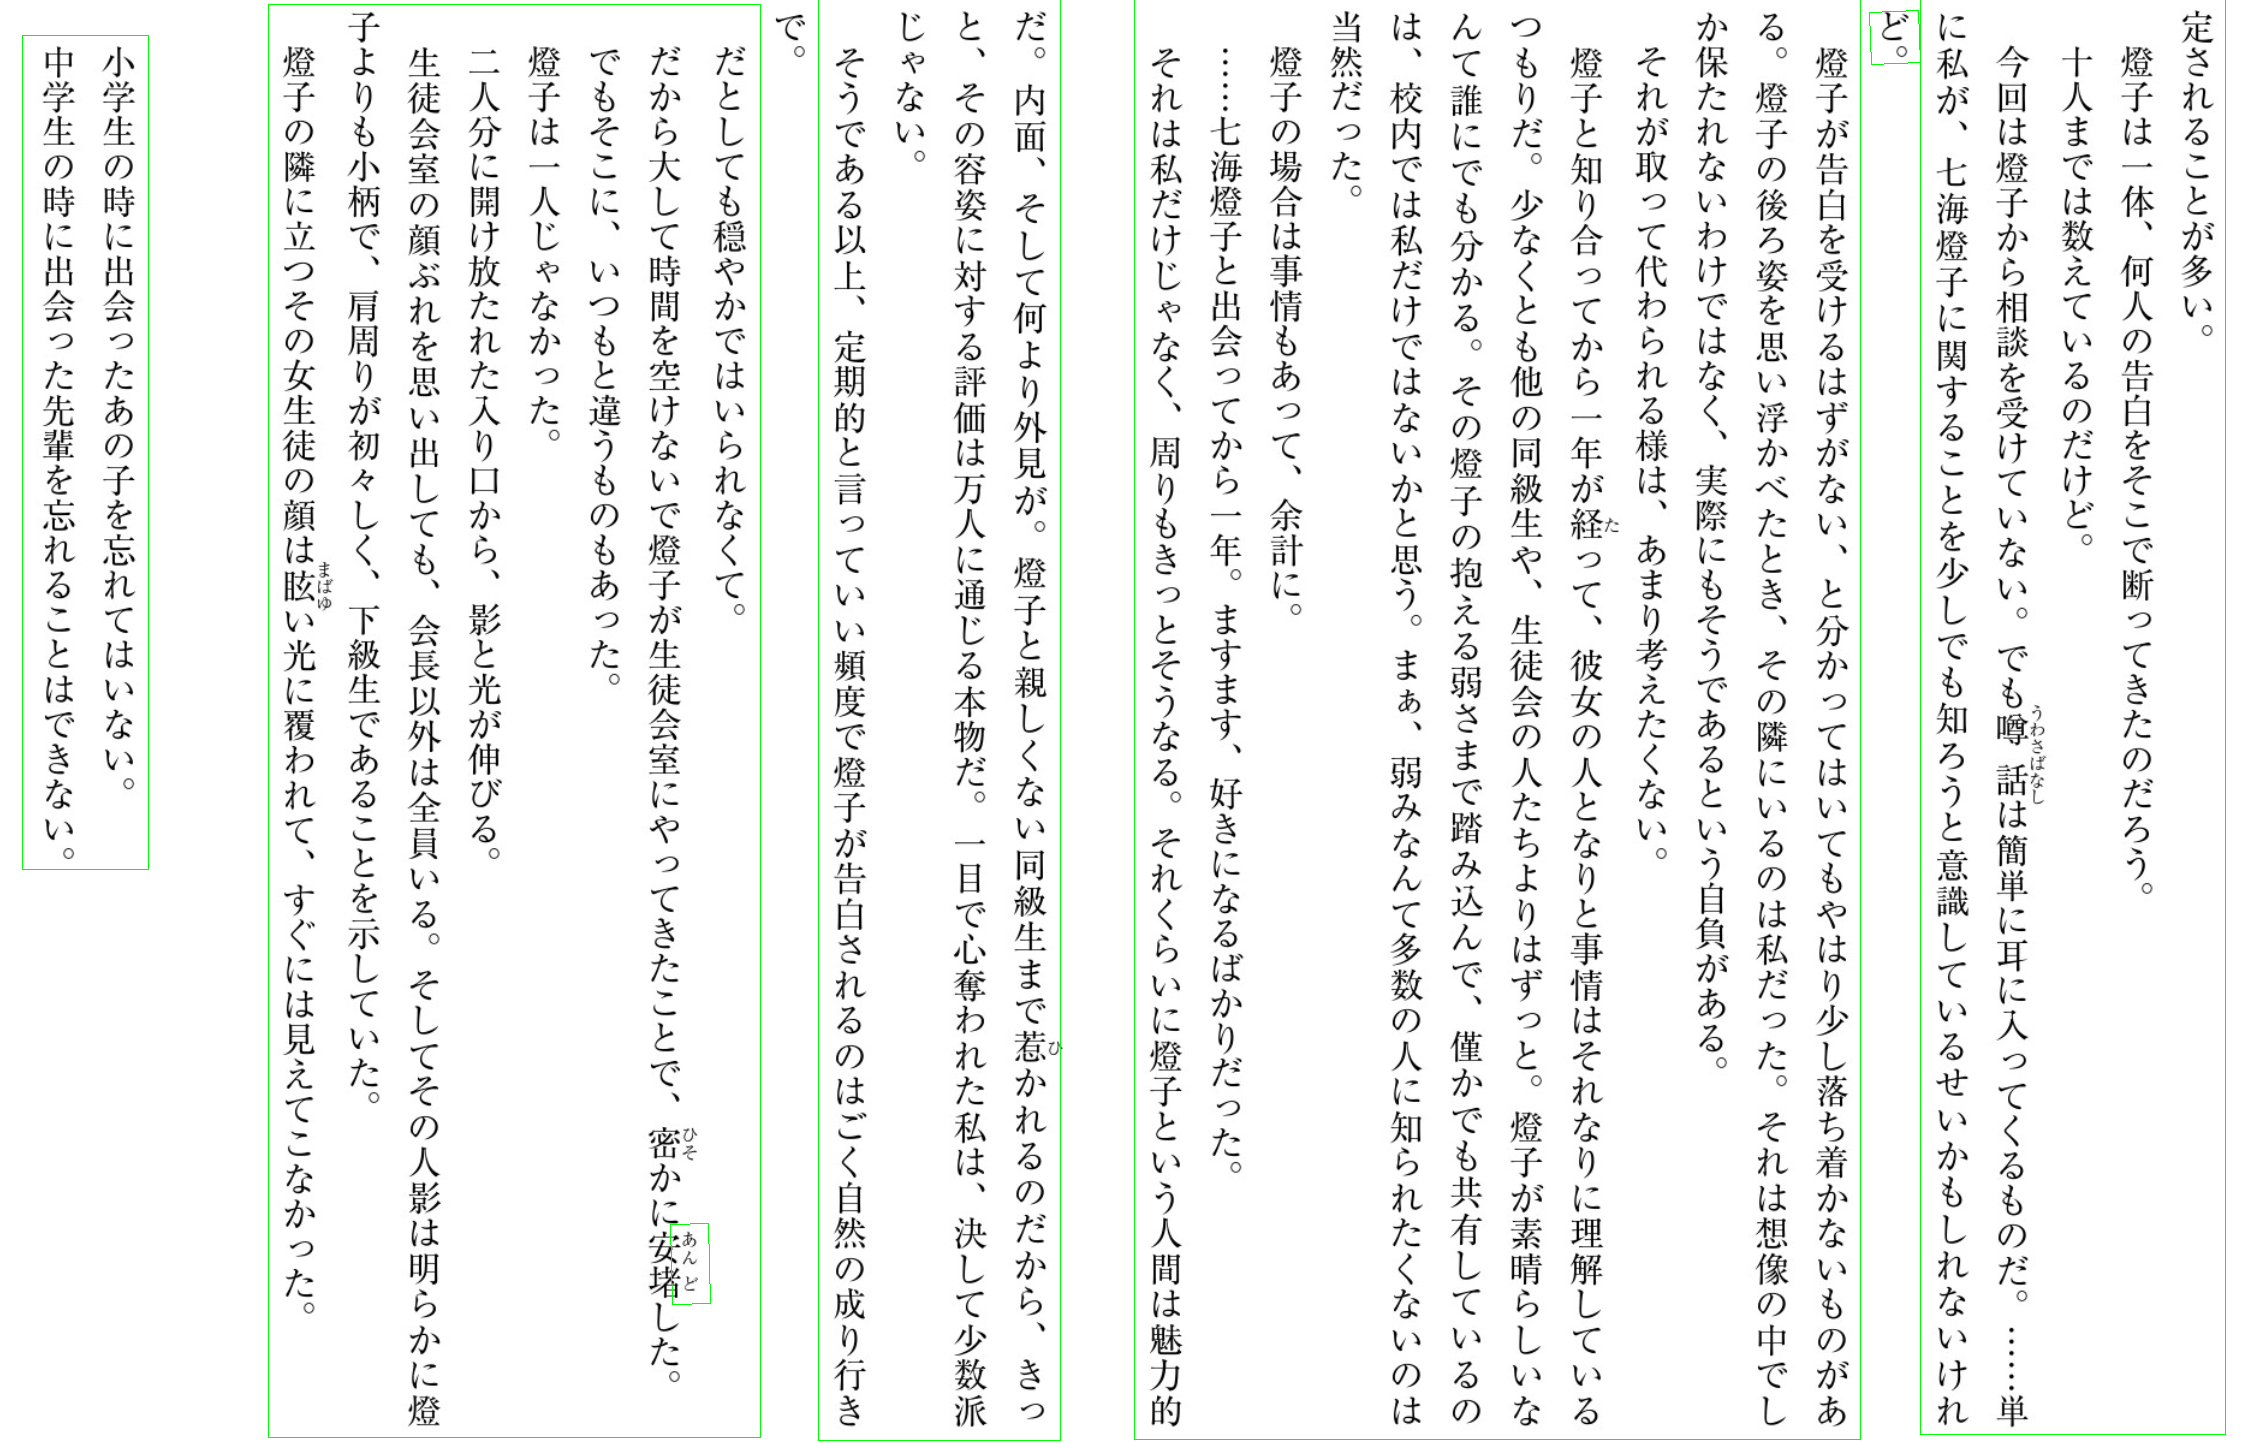 定されることが多い。
燈子は一体、何人の告白をそこで断ってきたのだろう。
十人までは数えているのだけど。
今回は燈子から相談を受けていない。でも噂話は簡単に耳に入ってくるものだ。……単
に私が、七海燈子に関することを少しでも知ろうと意識しているせいかもしれないけれ
ど。
燈子が告白を受けるはずがない、と分かってはいてもやはり少し落ち着かないものがあ
る。燈子の後ろ姿を思い浮かべたとき、その隣にいるのは私だった。それは想像の中でし
か保たれないわけではなく、実際にもそうであるという自負がある。
それが取って代わられる様は、あまり考えたくない。
燈子と知り合ってから一年が経って、彼女の人となりと事情はそれなりに理解している
つもりだ。少なくとも他の同級生や、生徒会の人たちよりはずっと。燈子が素晴らしいな
んて誰にでも分かる。その燈子の抱える弱さまで踏み込んで、僅かでも共有しているの
は、校内では私だけではないかと思う。まぁ、弱みなんて多数の人に知られたくないのは
当然だった。
燈子の場合は事情もあって、余計に。
……七海燈子と出会ってから一年。ますます、好きになるばかりだった。
それは私だけじゃなく、周りもきっとそうなる。それくらいに燈子という人間は魅力的
だ。内面、そして何より外見が。燈子と親しくない同級生まで惹かれるのだから、きっ
と、その容姿に対する評価は万人に通じる本物だ。一目で心奪われた私は、決して少数派
じゃない。
そうである以上、定期的と言っていい頻度で燈子が告白されるのはごく自然の成り行き
で。
だとしても穏やかではいられなくて。
だから大して時間を空けないで燈子が生徒会室にやってきたことで、密かに安堵した。
でもそこに、いつもと違うものもあった。
燈子は一人じゃなかった。
二人分に開け放たれた入り口から、影と光が伸びる。
生徒会室の顔ぶれを思い出しても、会長以外は全員いる。そしてその人影は明らかに燈
子よりも小柄で、肩周りが初々しく、下級生であることを示していた。
燈子の隣に立つその女生徒の顔は眩い光に覆われて、すぐには見えてこなかった。
小学生の時に出会ったあの子を忘れてはいない。
中学生の時に出会った先輩を忘れることはできない。